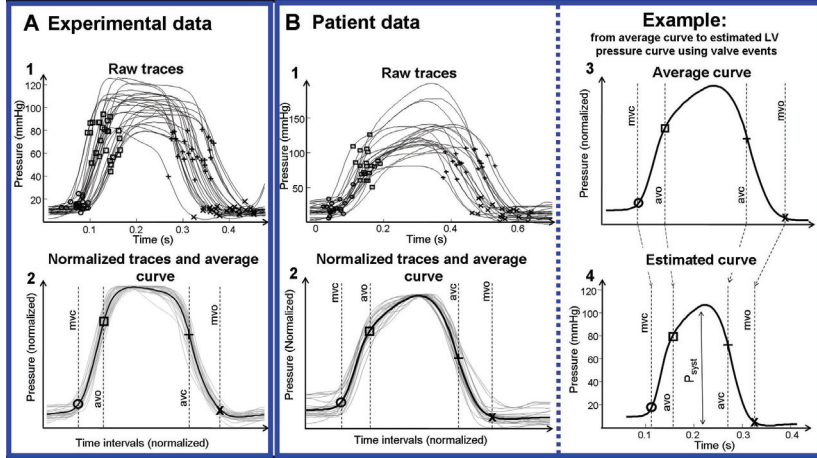 A Experimental data
1
Raw traces
Pressure (mmHg)
120
100
80
60
40
20
0.1
0.2
0.3
0.4
Time (s)
2
Normalized traces and average
curve
Pressure (normalized)
mvc
avo
avc
mvo
Time intervals (normalized)
B Patient data
1
Raw traces
Pressure (mmHg)
200
150
100
50
0
0.2
0.4
0.6
Time (s)
2
Normalized traces and average
curve
Pressure (Normalized)
mvc
avo
avc
mvo
Time intervals (normalized)
Example:
from average curve to estimated LV
pressure curve using valve events
3
Average curve
Pressure (normalized)
mvc
avo
avc
mvo
4
Estimated curve
mmHg
120
100
80
60
40
20
mvc
avo
Psyst
avc
mvo
0.1
0.2
0.3
0.4
Time (s)